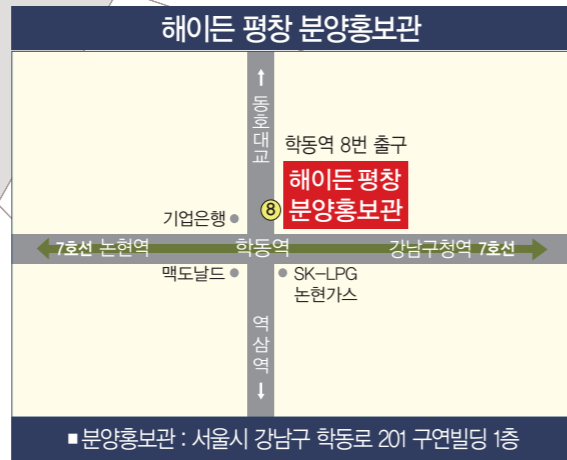 해이든 평창 분양홍보관
↑ 동호대교
학동역 8번 출구
해이든 평창
분양홍보관
⑧
기업은행
7호선 논현역 학동역 강남구청역 7호선
맥도날드
SK-LPG
논현가스
역삼역 ↓
■ 분양홍보관 : 서울시 강남구 학동로 201 구연빌딩 1층